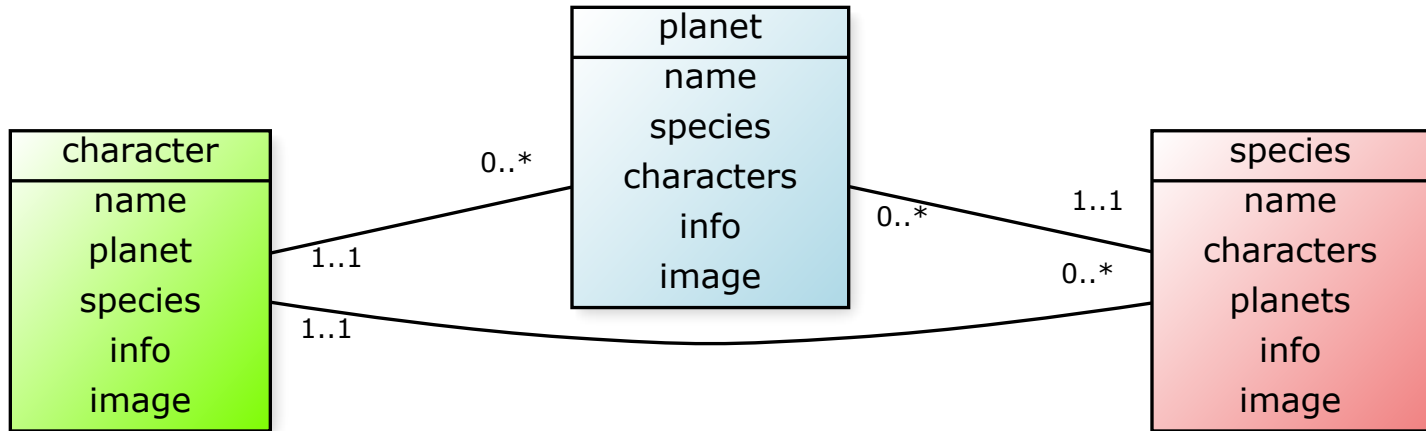 planet
name
species
characters
info
image
character
name
planet
species
info
image
species
name
characters
planets
info
image
0..*
1..1
0..*
1..1
1..1
0..*